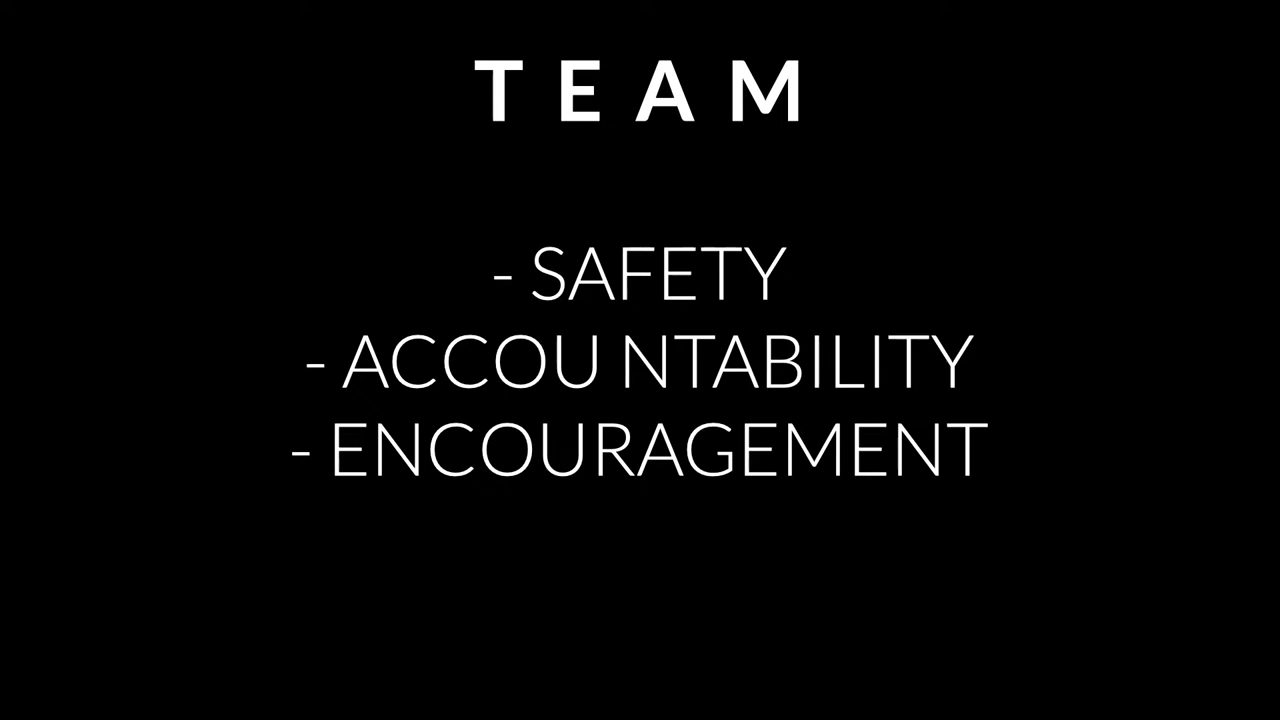 T E A M
- SAFETY
- ACCOU NTABILITY
- ENCOURAGEMENT